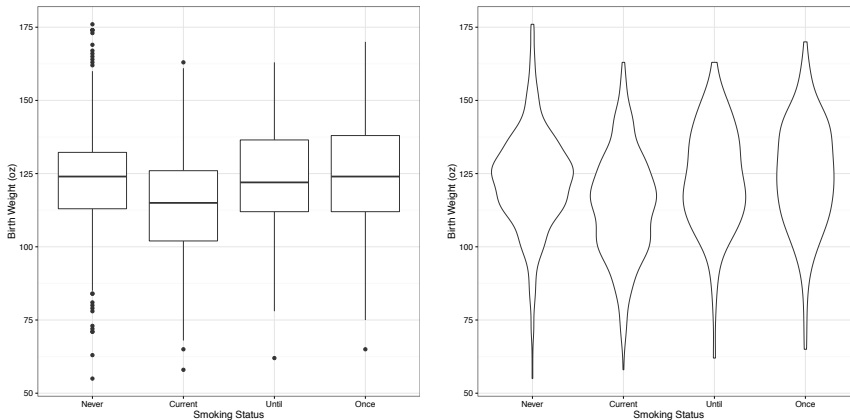 175
150
125
100
75
50
Birth Weight (oz)
Never Current Until Once
Smoking Status
175
150
125
100
75
50
Birth Weight (oz)
Never Current Until Once
Smoking Status